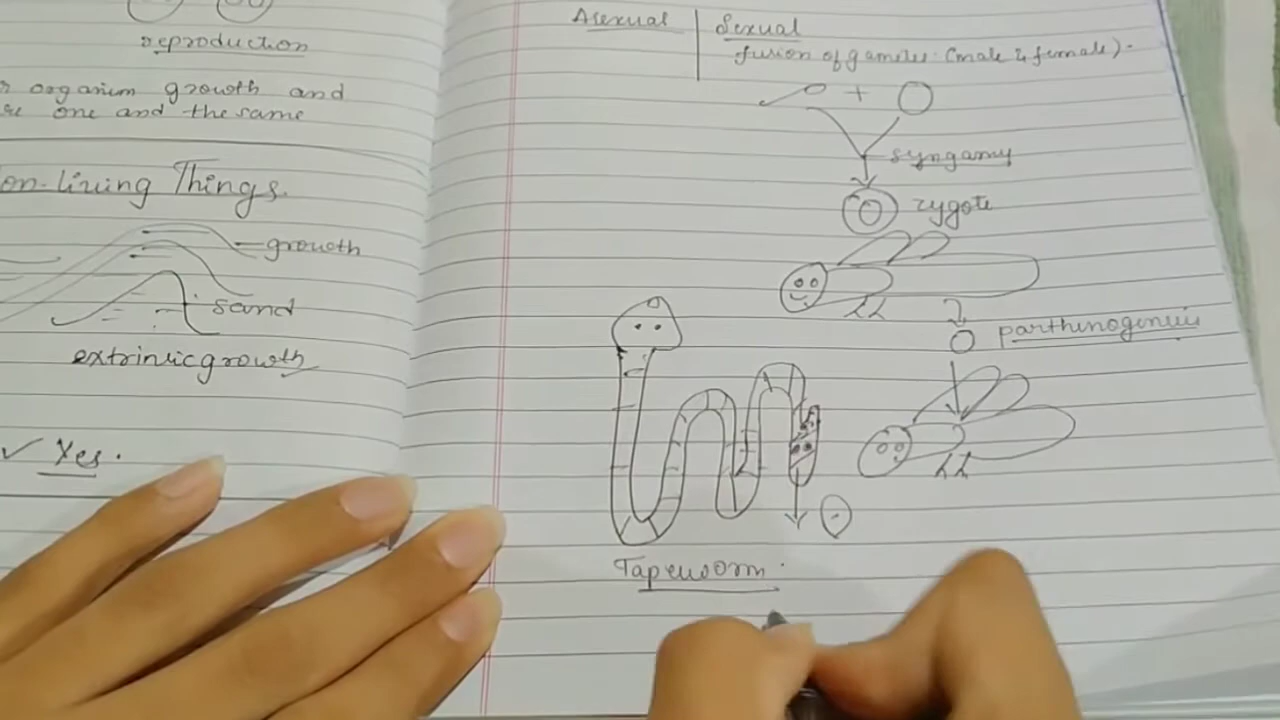 reproduction
organism growth and
one and the same
on-living Things.
growth
sand
extrinsic growth
✓ Yes.
Asexual
Sexual
fusion of gametes (male & female).
+
syngamy
zygote
parthenogenesis
Tapeworm.